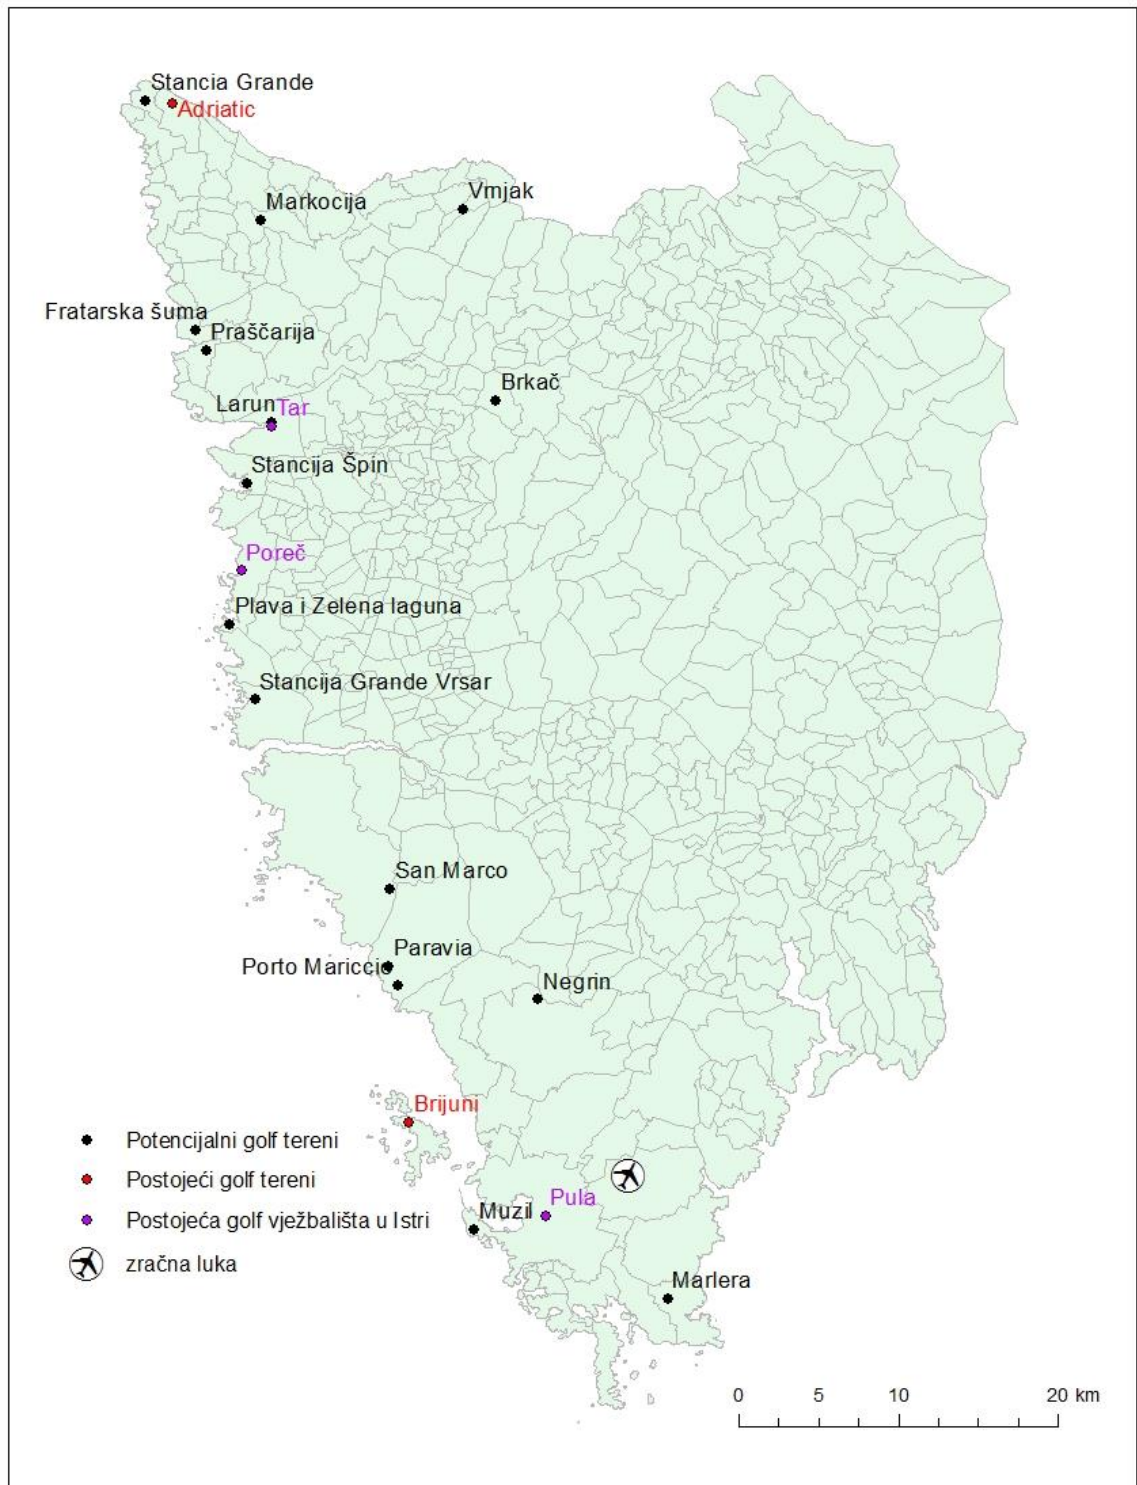 Stancia Grande
Adriatic
Markocija
Vrnjak
Fratarska šuma
Praščarija
Brkač
Larun
Tar
Stancija Špin
Poreč
Plava i Zelena laguna
Stancija Grande Vrsar
San Marco
Paravia
Porto Mariccio
Negrin
Brijuni
Potencijalni golf tereni
Postojeći golf tereni
Pula
Postojeća golf vježbališta u Istri
Muzil
zračna luka
Marlera
0 5 10 20 km